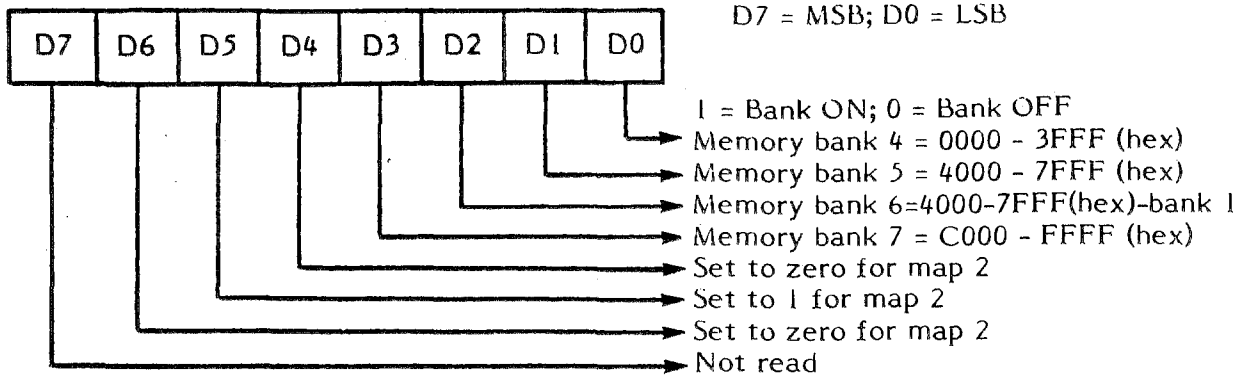 D7 = MSB; D0 = LSB
D7 D6 D5 D4 D3 D2 D1 D0
1 = Bank ON; 0 = Bank OFF
Memory bank 4 = 0000 - 3FFF (hex)
Memory bank 5 = 4000 - 7FFF (hex)
Memory bank 6=4000-7FFF(hex)-bank 1
Memory bank 7 = C000 - FFFF (hex)
Set to zero for map 2
Set to 1 for map 2
Set to zero for map 2
Not read